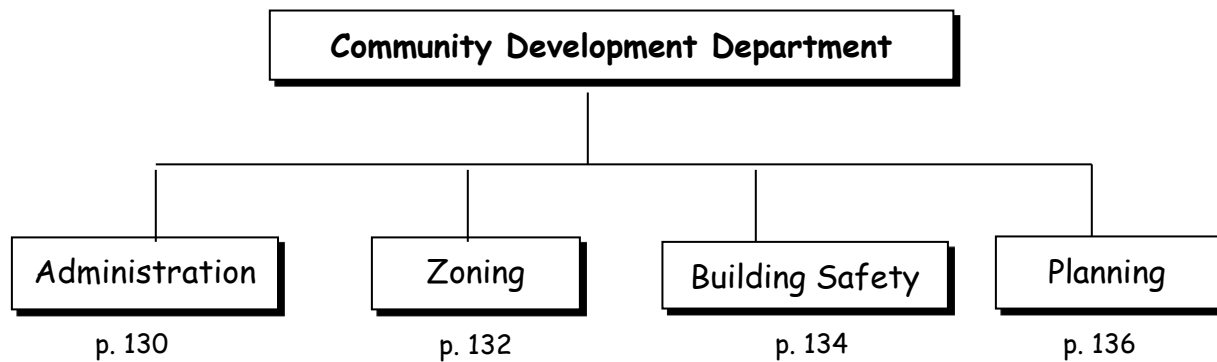 Community Development Department
Administration
Zoning
Building Safety
Planning
p. 130
p. 132
p. 134
p. 136